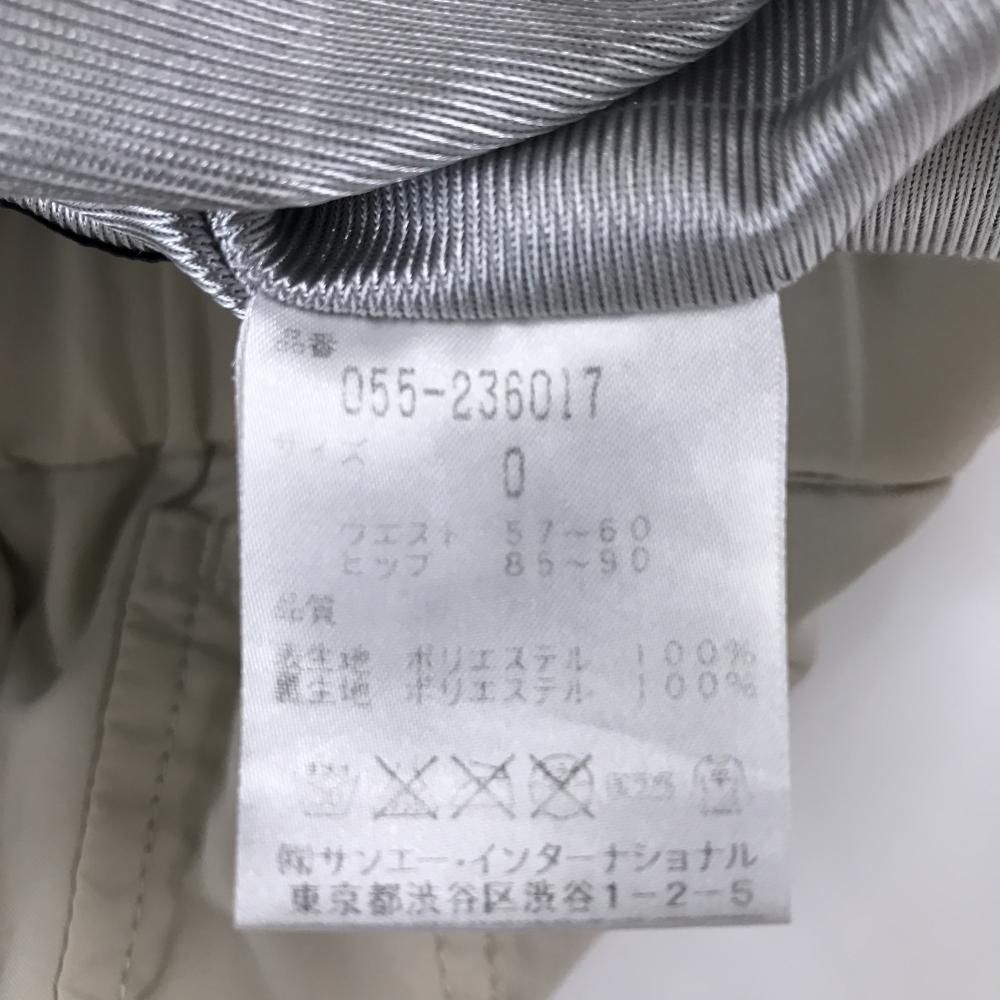 品番
055-236017
サイズ
0
ウエスト 57~60
ヒップ 85~90
品質
表生地 ポリエステル 100%
裏生地 ポリエステル 100%
㈱サンエー・インターナショナル
東京都渋谷区渋谷1-2-5